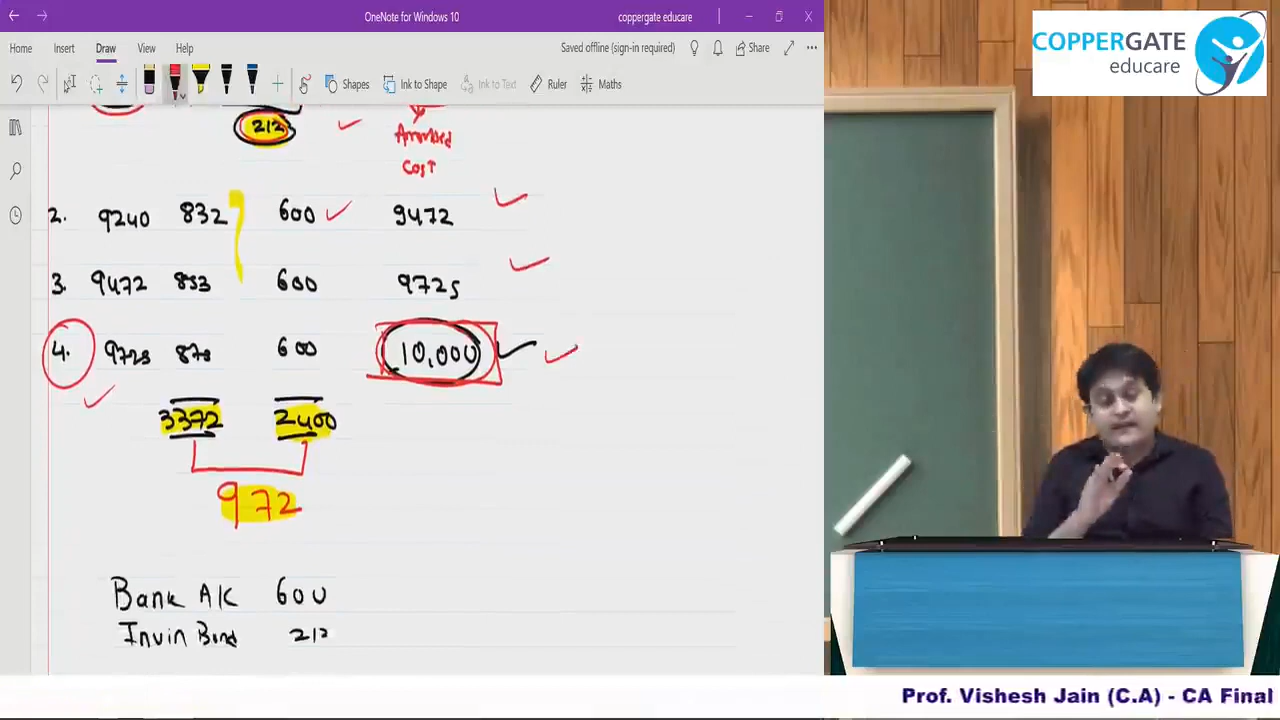 OneNote for Windows 10
coppergate educare
Home Insert Draw View Help
Saved offline (sign-in required)
Share
Shapes
Ink to Shape
Ink to Text
Ruler
Maths
COPPERGATE
educare
212
Cost
2. 9240 832 600 9472
3. 9472 853 600 9725
4. 9725 875 600 10,000
3372 2400
972
Bank A/C 600
Invin Bond 212
Prof. Vishesh Jain (C.A) - CA Final